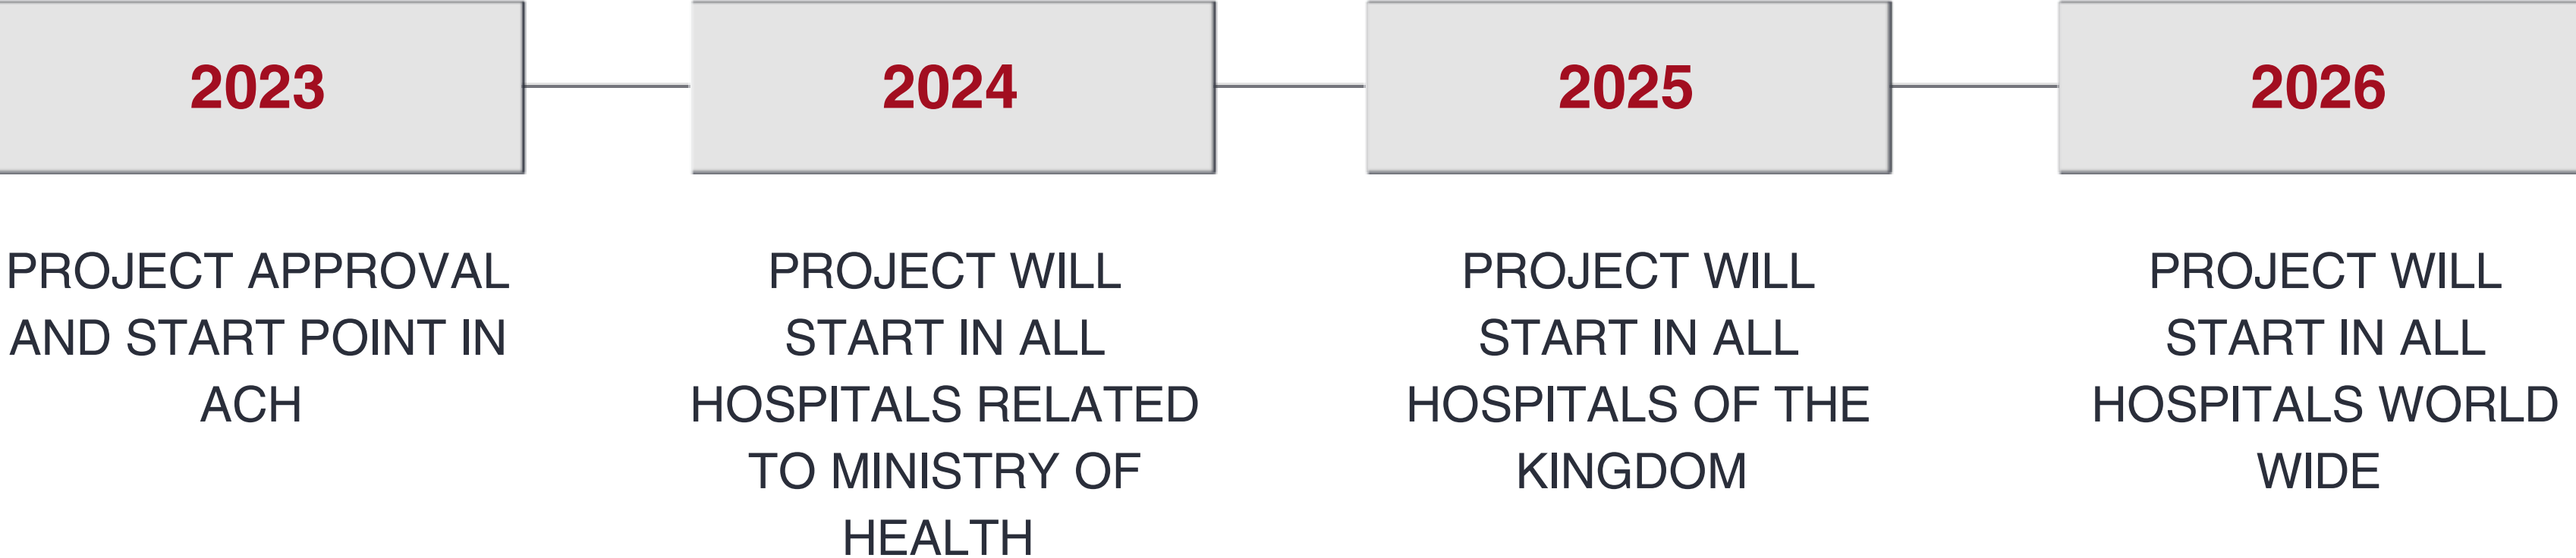 2023
PROJECT APPROVAL
AND START POINT IN
ACH
2024
PROJECT WILL
START IN ALL
HOSPITALS RELATED
TO MINISTRY OF
HEALTH
2025
PROJECT WILL
START IN ALL
HOSPITALS OF THE
KINGDOM
2026
PROJECT WILL
START IN ALL
HOSPITALS WORLD
WIDE